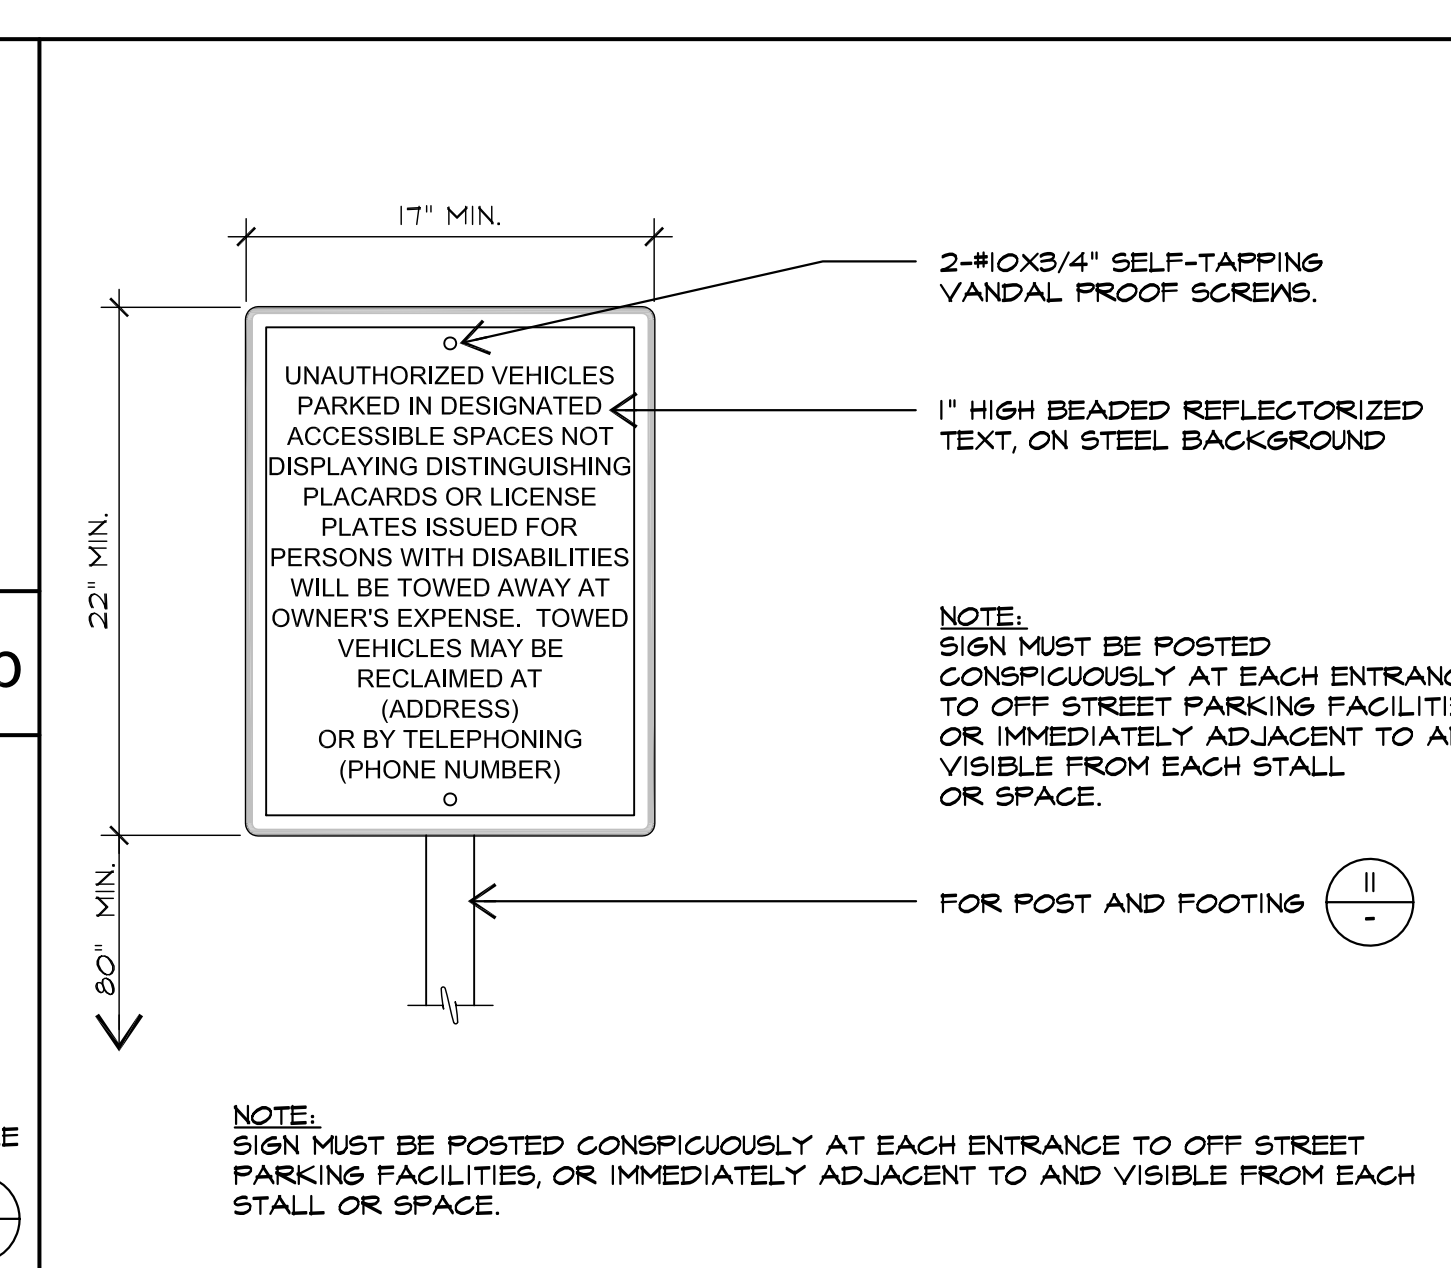 17" MIN.
22" MIN.
80" MIN.
UNAUTHORIZED VEHICLES
PARKED IN DESIGNATED
ACCESSIBLE SPACES NOT
DISPLAYING DISTINGUISHING
PLACARDS OR LICENSE
PLATES ISSUED FOR
PERSONS WITH DISABILITIES
WILL BE TOWED AWAY AT
OWNER'S EXPENSE.  TOWED
VEHICLES MAY BE
RECLAIMED AT
(ADDRESS)
OR BY TELEPHONING
(PHONE NUMBER)
2-#10X3/4" SELF-TAPPING
VANDAL PROOF SCREWS.
1" HIGH BEADED REFLECTORIZED
TEXT, ON STEEL BACKGROUND
NOTE:
SIGN MUST BE POSTED
CONSPICUOUSLY AT EACH
TO OFF STREET PARKING
OR IMMEDIATELY ADJACENT TO
VISIBLE FROM EACH STALL
OR SPACE.
FOR POST AND FOOTING
11
-
NOTE:
SIGN MUST BE POSTED CONSPICUOUSLY AT EACH ENTRANCE TO OFF STREET
PARKING FACILITIES, OR IMMEDIATELY ADJACENT TO AND VISIBLE FROM EACH
STALL OR SPACE.